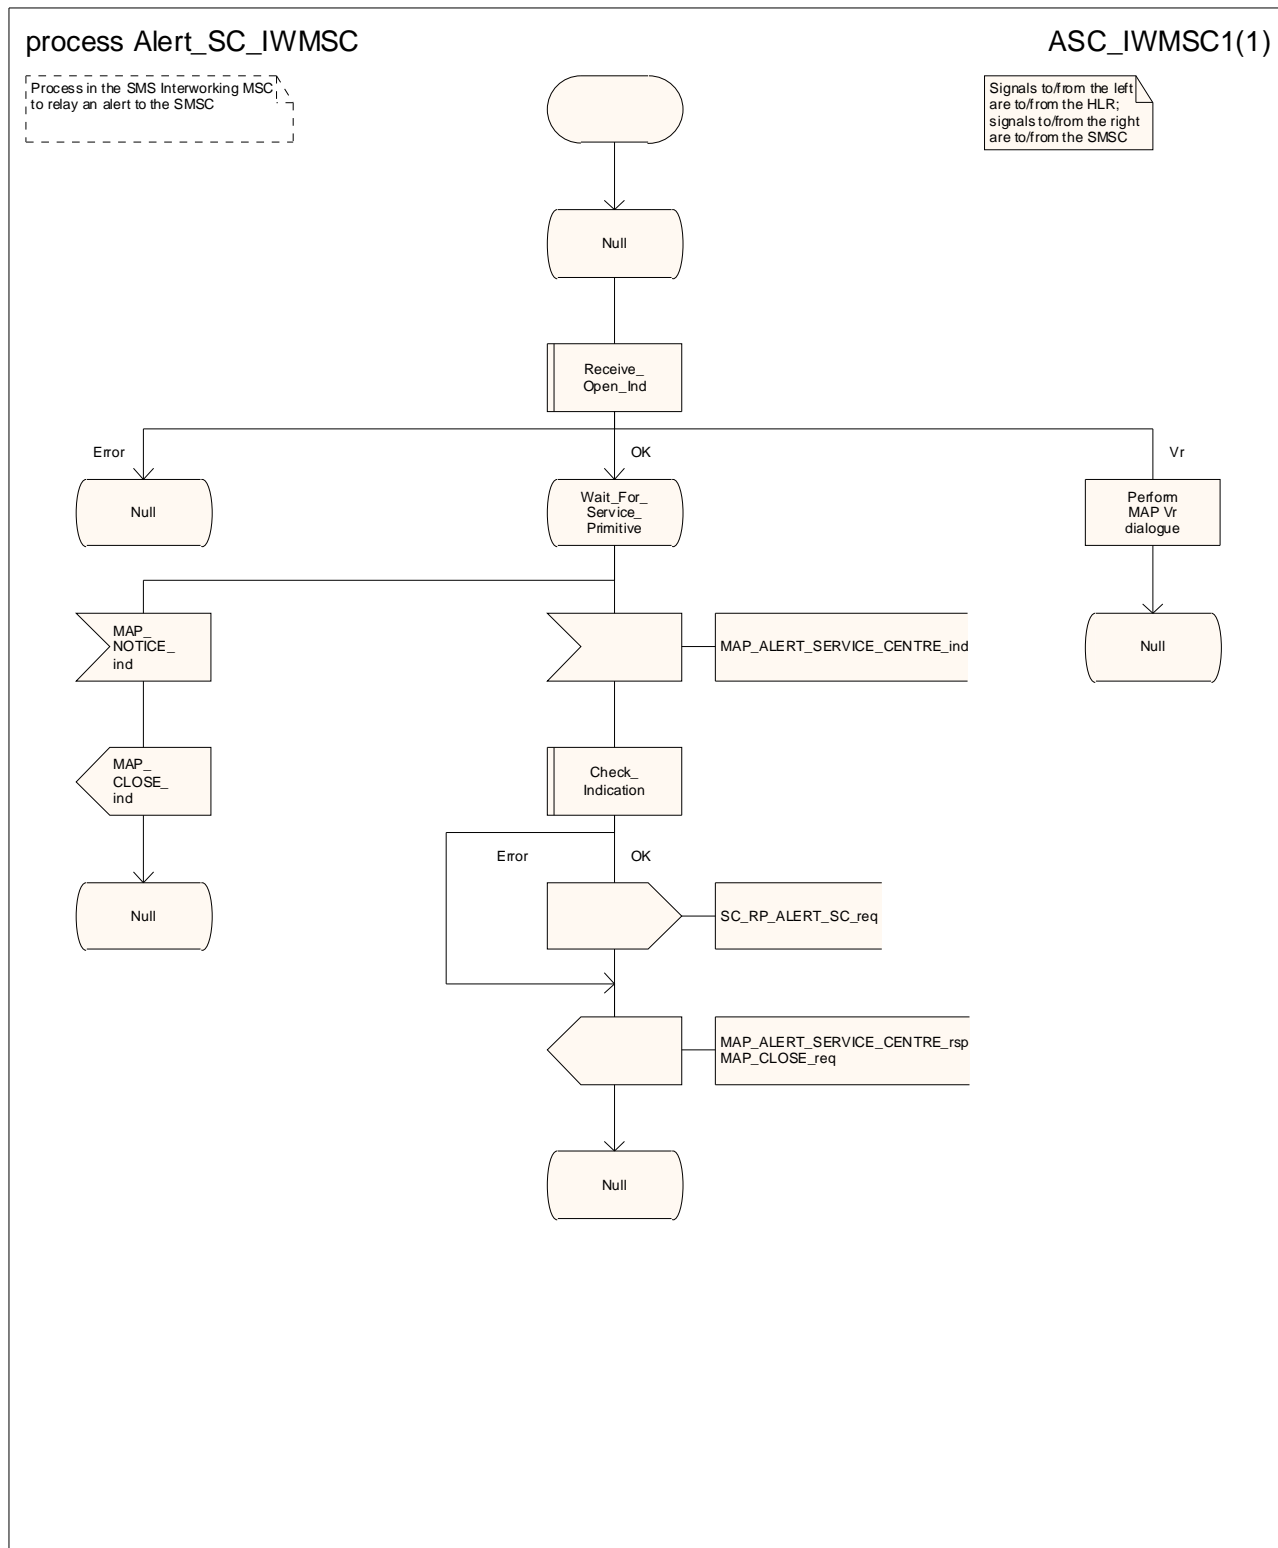 process Alert_SC_IWMSC
ASC_IWMSC1(1)
Process in the SMS Interworking MSC
to relay an alert to the SMSC
Signals to/from the left
are to/from the HLR;
signals to/from the right
are to/from the SMSC
Null
Receive_
Open_Ind
Error
OK
Vr
Null
Wait_For_
Service_
Primitive
Perform
MAP Vr
dialogue
MAP_
NOTICE_
ind
MAP_ALERT_SERVICE_CENTRE_ind
Null
MAP_
CLOSE_
ind
Check_
Indication
Error
OK
Null
SC_RP_ALERT_SC_req
MAP_ALERT_SERVICE_CENTRE_rsp
MAP_CLOSE_req
Null